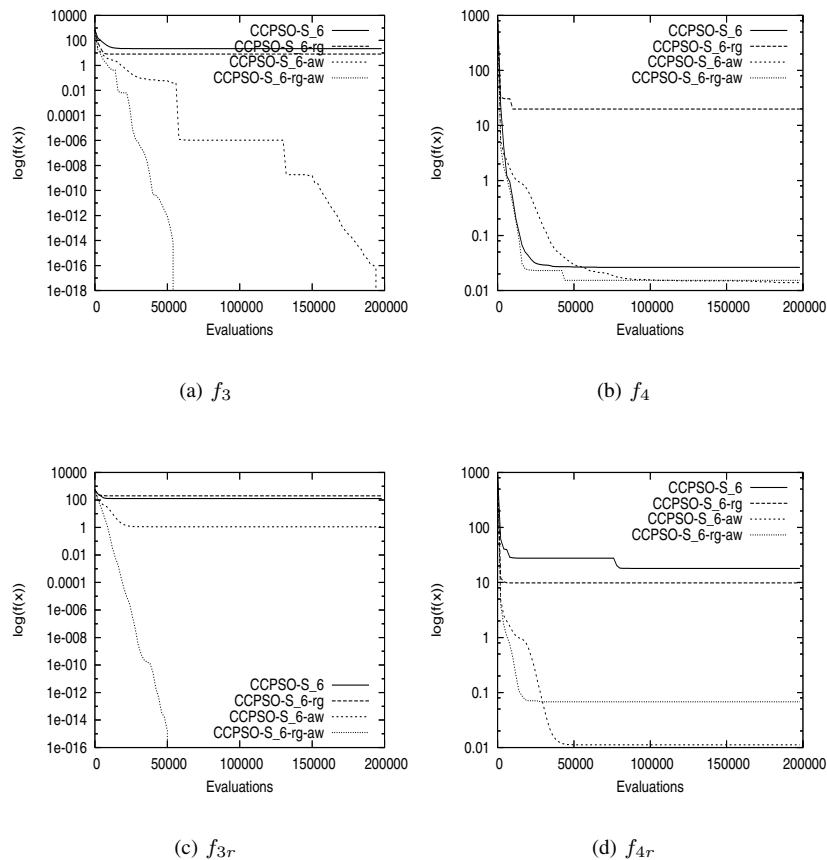 log(f(x))
10000
100
1
0.01
0.0001
1e-006
1e-008
1e-010
1e-012
1e-014
1e-016
1e-018
CCPSO-S_6
CCPSO-S_6-rg
CCPSO-S_6-aw
CCPSO-S_6-rg-aw
0 50000 100000 150000 200000
Evaluations
(a) f3
log(f(x))
1000
100
10
1
0.1
0.01
CCPSO-S_6
CCPSO-S_6-rg
CCPSO-S_6-aw
CCPSO-S_6-rg-aw
0 50000 100000 150000 200000
Evaluations
(b) f4
log(f(x))
10000
100
1
0.01
0.0001
1e-006
1e-008
1e-010
1e-012
1e-014
1e-016
CCPSO-S_6
CCPSO-S_6-rg
CCPSO-S_6-aw
CCPSO-S_6-rg-aw
0 50000 100000 150000 200000
Evaluations
(c) f3r
log(f(x))
1000
100
10
1
0.1
0.01
CCPSO-S_6
CCPSO-S_6-rg
CCPSO-S_6-aw
CCPSO-S_6-rg-aw
0 50000 100000 150000 200000
Evaluations
(d) f4r